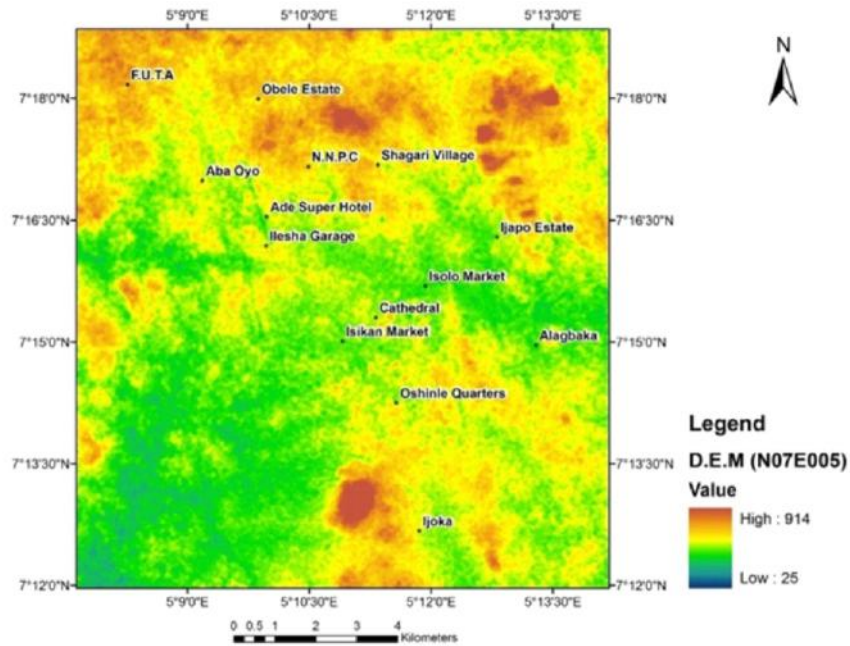 5°9'0"E 5°10'30"E 5°12'0"E 5°13'30"E
N
F.U.T.A
Obele Estate
7°18'0"N 7°18'0"N
N.N.P.C Shagari Village
Aba Oyo
Ade Super Hotel
7°16'30"N 7°16'30"N
Ijapo Estate
Ilesha Garage
Isolo Market
Cathedral
Isikan Market Alagbaka
7°15'0"N 7°15'0"N
Oshinle Quarters
Legend
D.E.M (N07E005)
7°13'30"N 7°13'30"N
Value
High : 914
Ijoka
Low : 25
7°12'0"N 7°12'0"N
5°9'0"E 5°10'30"E 5°12'0"E 5°13'30"E
0 0.5 1 2 3 4
Kilometers